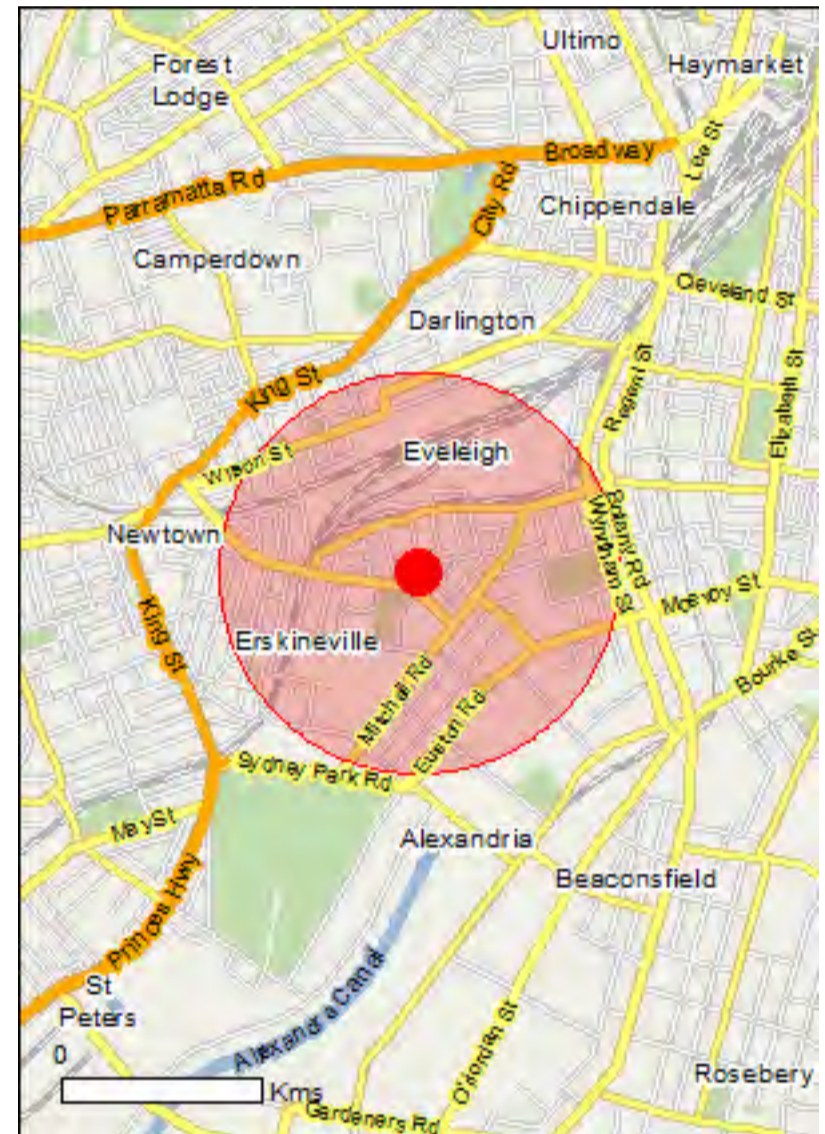 Ultimo
Forest
Lodge
Haymarket
Broadway
Lee St
Parramatta Rd
City Rd
Chippendale
Camperdown
Cleveland St
Darlington
King St
Regent St
Elizabeth St
Wilson St
Eveleigh
Newtown
Botany Rd
Wyndham St
McEvoy St
King St
Erskineville
Mitchell Rd
Euston Rd
Bourke St
Sydney Park Rd
May St
Alexandria
Beaconsfield
Princes Hwy
St
Peters
Alexandra Canal
O'riordan St
Rosebery
0
Kms
Gardeners Rd